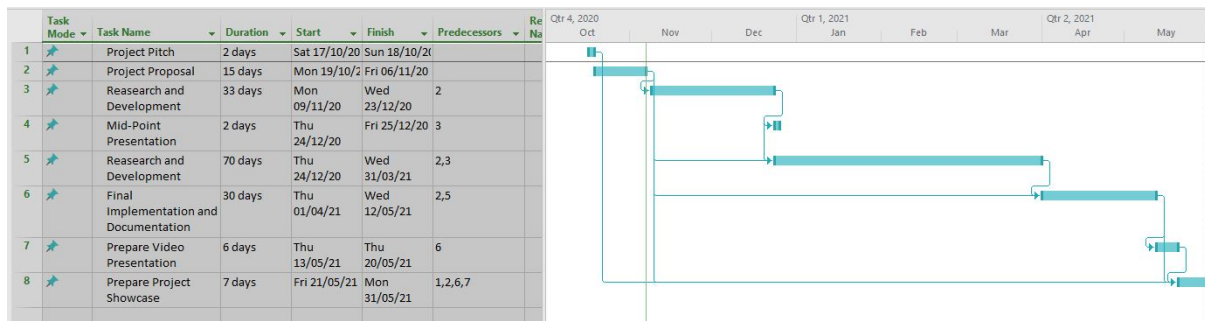 Task Mode Task Name Duration Start Finish Predecessors Re Na
Qtr 4, 2020 Qtr 1, 2021 Qtr 2, 2021
Oct Nov Dec Jan Feb Mar Apr May
1 Project Pitch 2 days Sat 17/10/20 Sun 18/10/20
2 Project Proposal 15 days Mon 19/10/2 Fri 06/11/20
3 Reasearch and 33 days Mon Wed 2
Development 09/11/20 23/12/20
4 Mid-Point 2 days Thu Fri 25/12/20 3
Presentation 24/12/20
5 Reasearch and 70 days Thu Wed 2,3
Development 24/12/20 31/03/21
6 Final 30 days Thu Wed 2,5
Implementation and 01/04/21 12/05/21
Documentation
7 Prepare Video 6 days Thu Thu 6
Presentation 13/05/21 20/05/21
8 Prepare Project 7 days Fri 21/05/21 Mon 1,2,6,7
Showcase 31/05/21